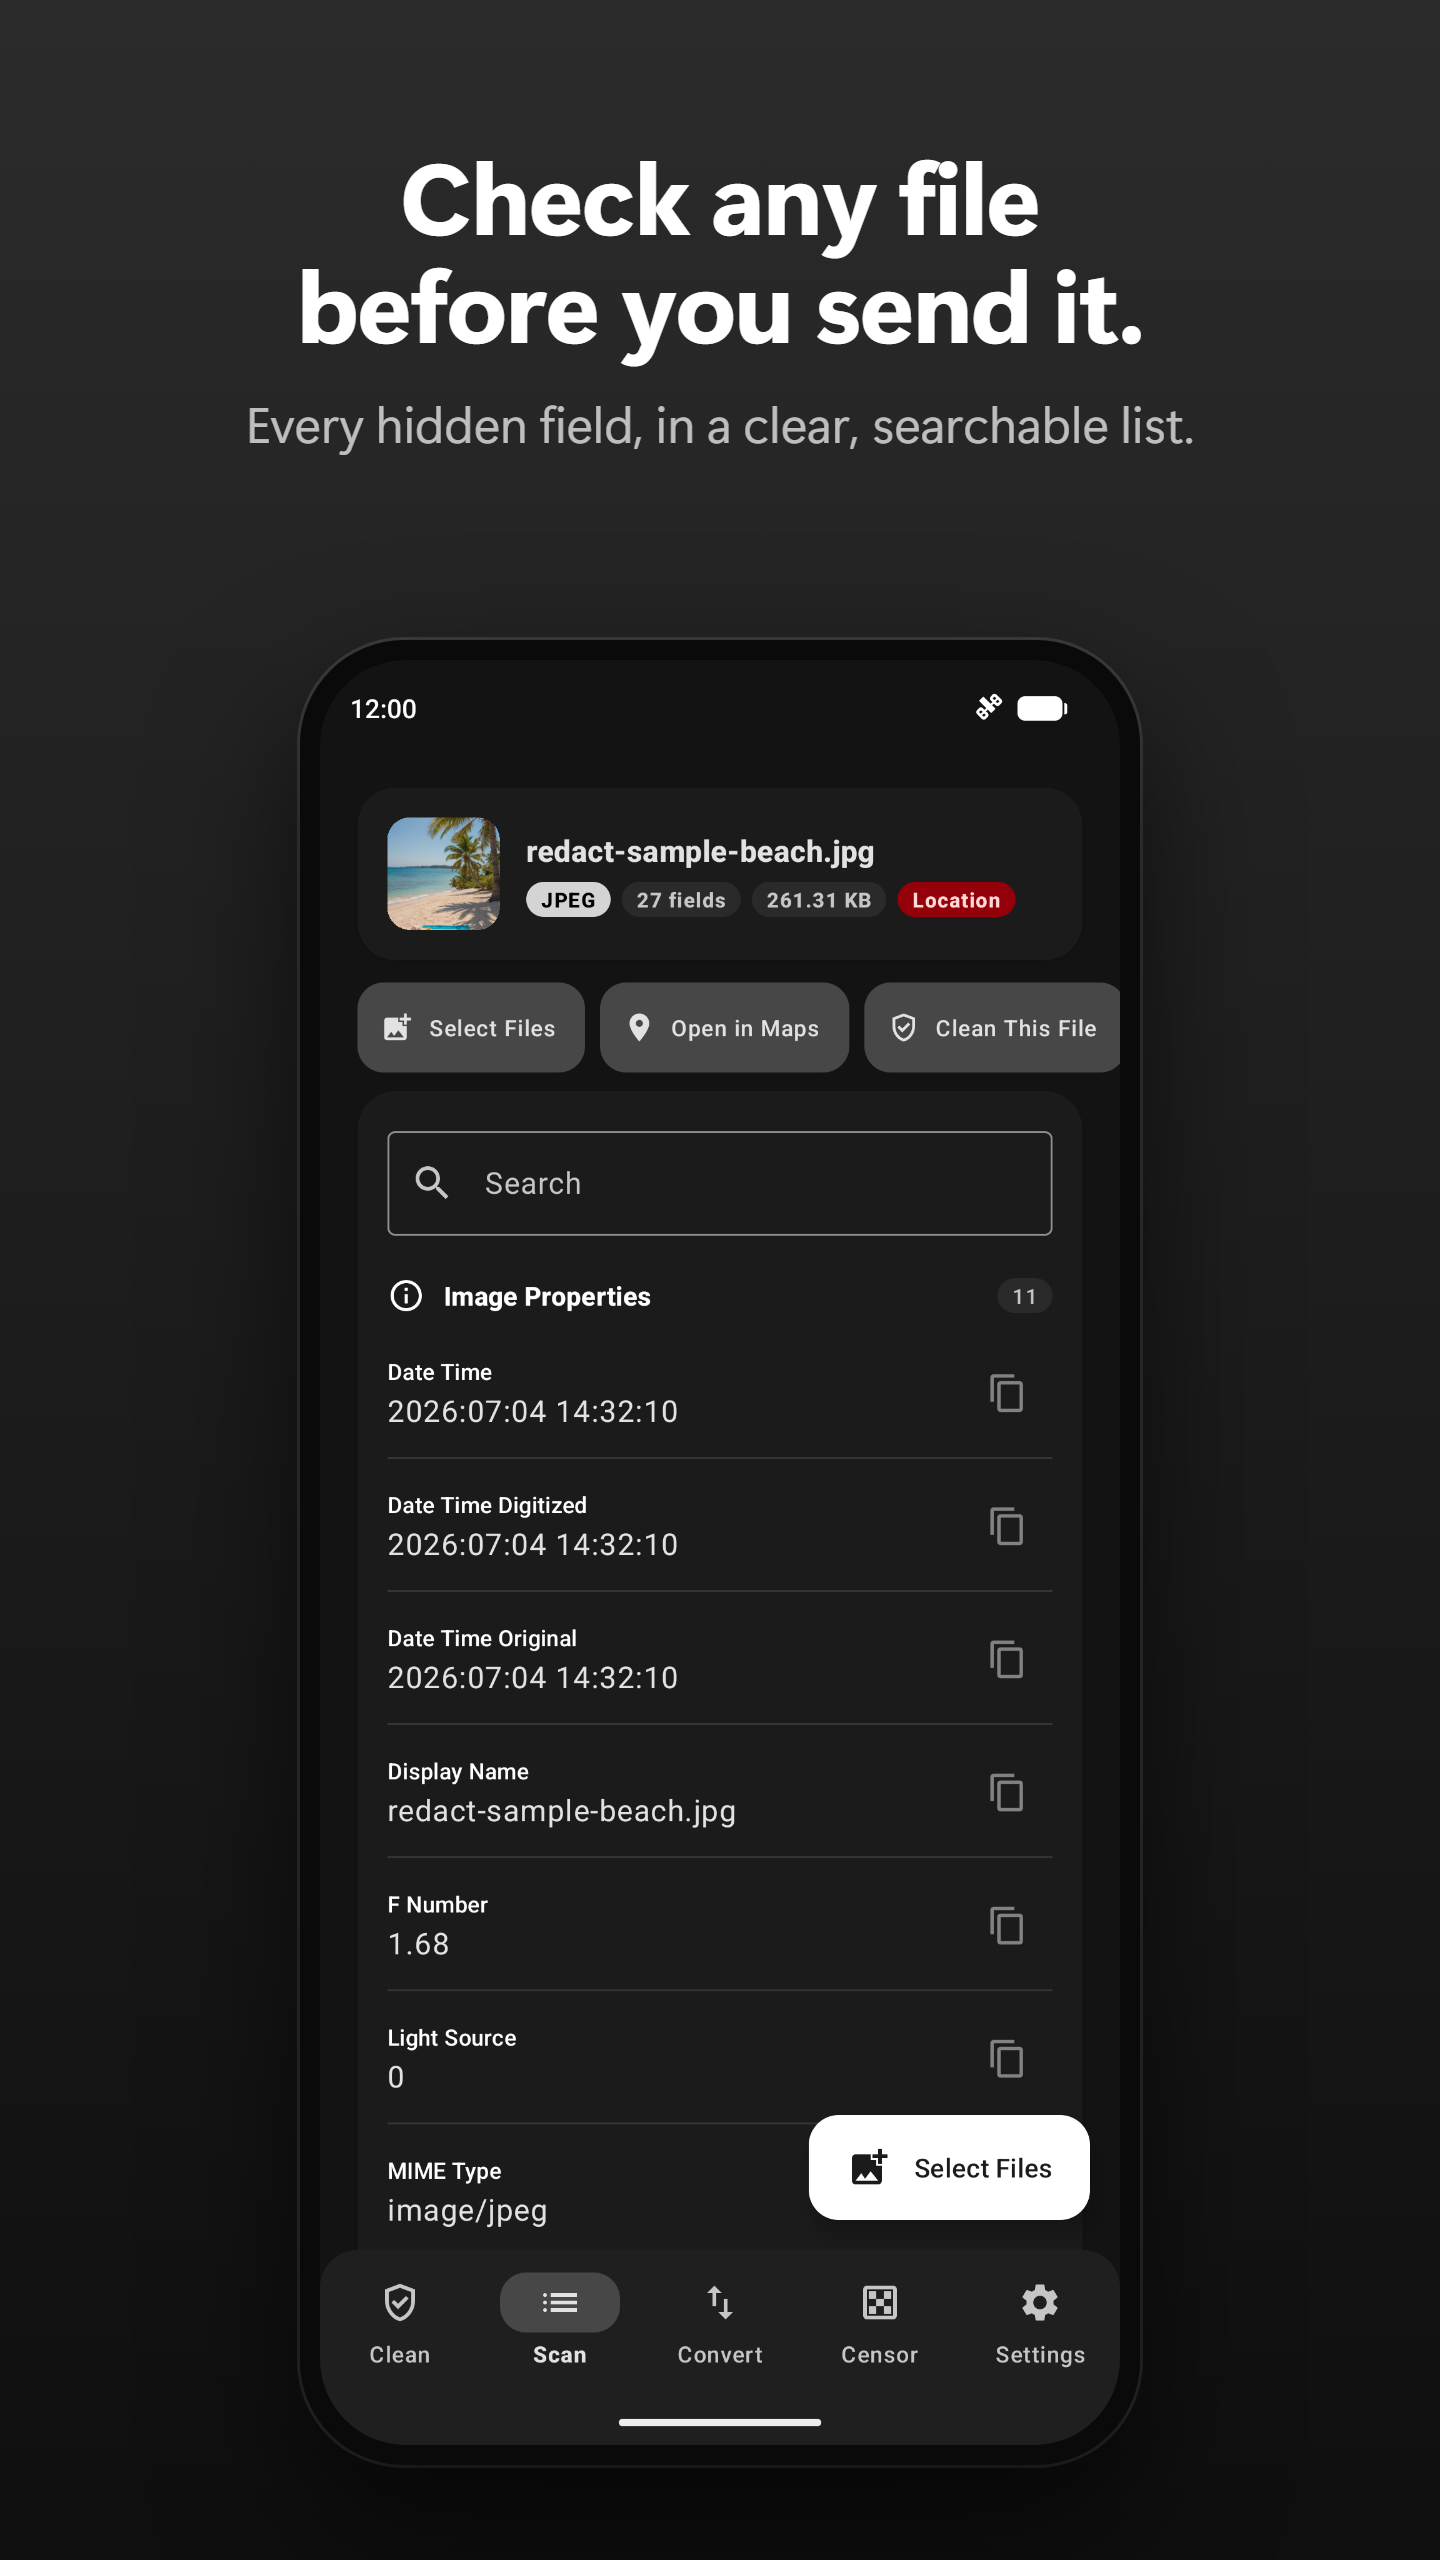 Check any file
before you send it.
Every hidden field, in a clear, searchable list.
12:00
redact-sample-beach.jpg
JPEG 27 fields 261.31 KB Location
Select Files Open in Maps Clean This File
Search
Image Properties 11
Date Time
2026:07:04 14:32:10
Date Time Digitized
2026:07:04 14:32:10
Date Time Original
2026:07:04 14:32:10
Display Name
redact-sample-beach.jpg
F Number
1.68
Light Source
0
MIME Type
image/jpeg
Select Files
Clean Scan Convert Censor Settings